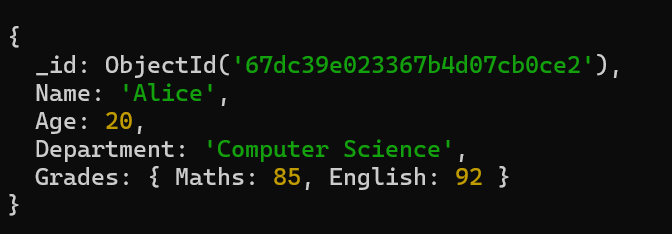 {
  _id: ObjectId('67dc39e023367b4d07cb0ce2'),
  Name: 'Alice',
  Age: 20,
  Department: 'Computer Science',
  Grades: { Maths: 85, English: 92 }
}